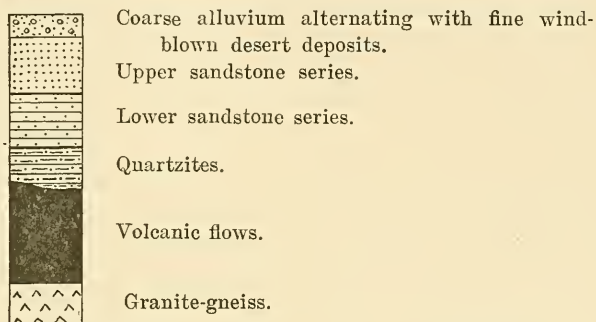 Coarse alluvium alternating with fine wind-
blown desert deposits.
Upper sandstone series.
Lower sandstone series.
Quartzites.
Volcanic flows.
Granite-gneiss.